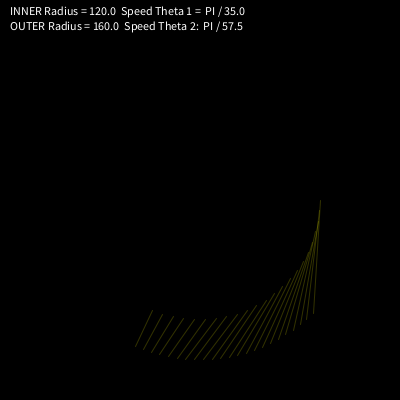 INNER Radius = 120.0  Speed Theta 1 =  PI / 35.0
OUTER Radius = 160.0  Speed Theta 2:  PI / 57.5